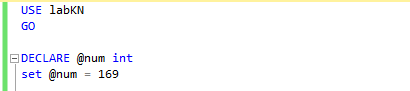 USE labKN
GO
DECLARE @num int
set @num = 169